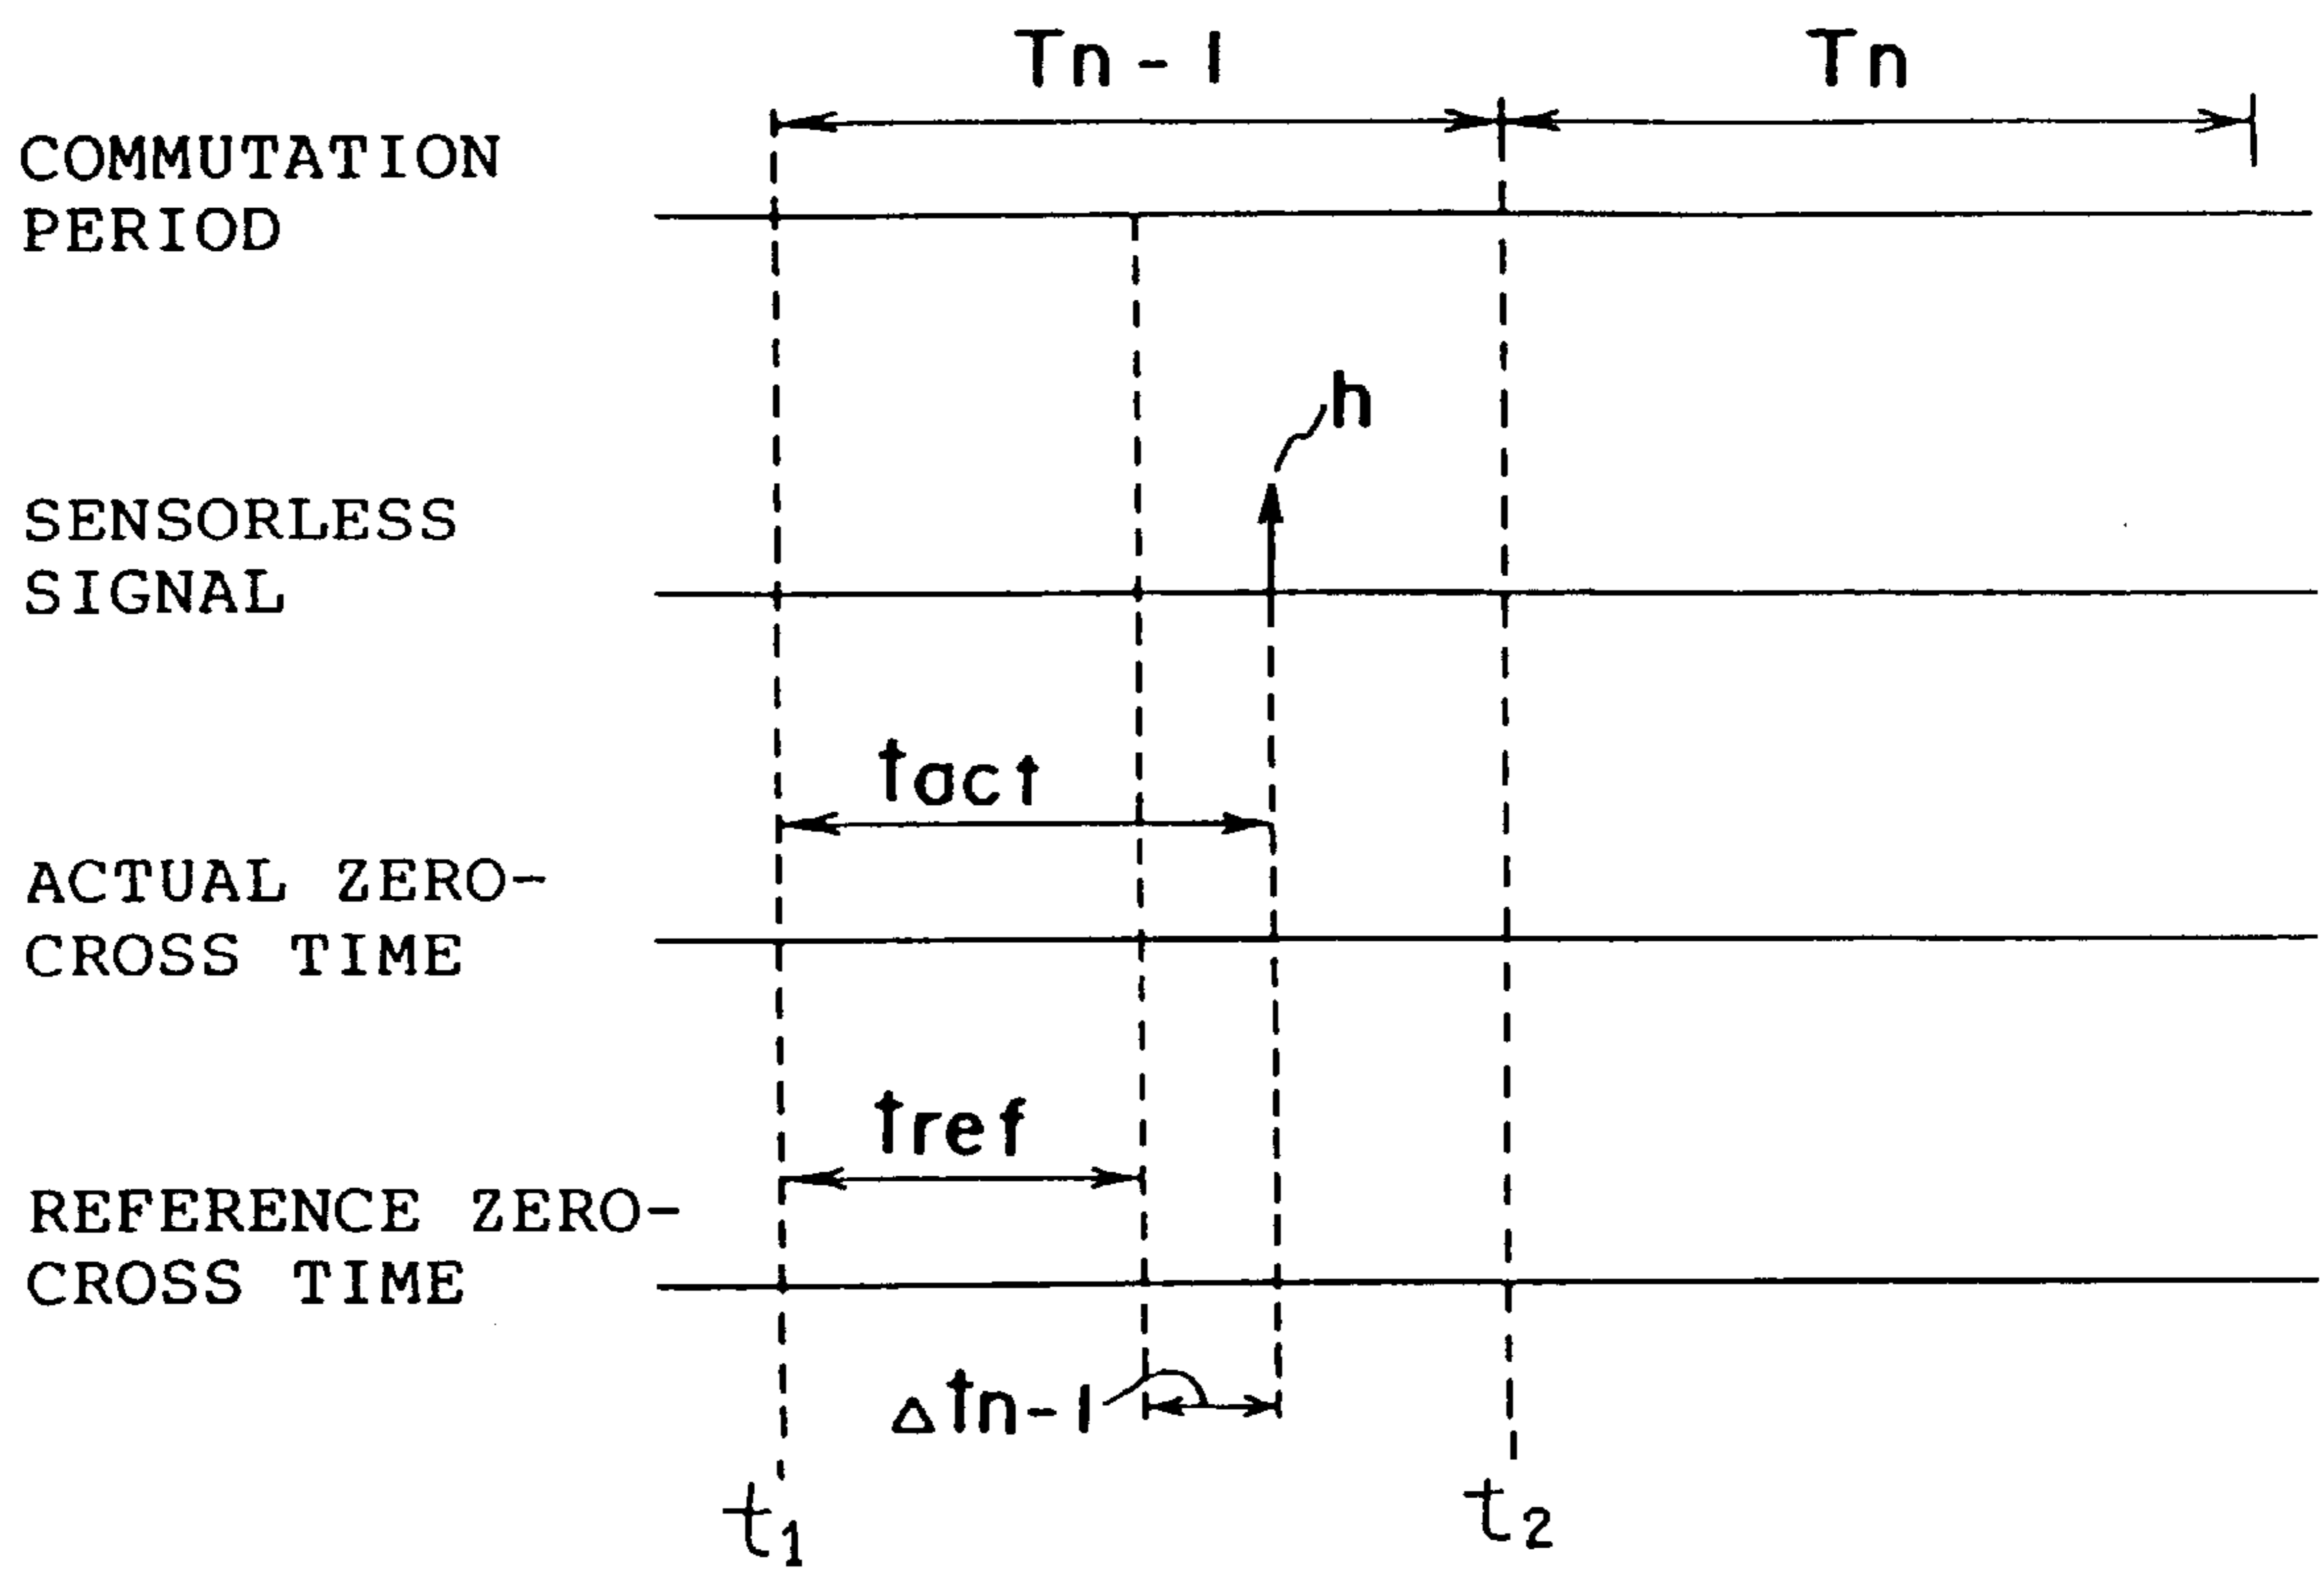 Tn-1
Tn
COMMUTATION
PERIOD
h
SENSORLESS
SIGNAL
tact
ACTUAL ZERO-
CROSS TIME
tref
REFERENCE ZERO-
CROSS TIME
Δtn-1
t1
t2